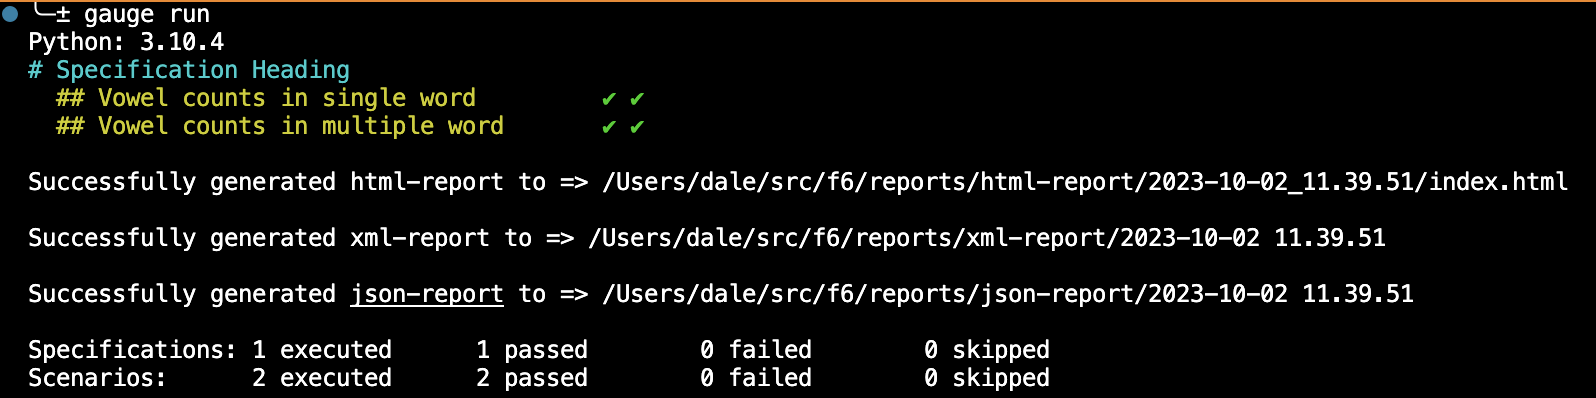 ╰─± gauge run
Python: 3.10.4
# Specification Heading
## Vowel counts in single word ✔ ✔
## Vowel counts in multiple word ✔ ✔
Successfully generated html-report to => /Users/dale/src/f6/reports/html-report/2023-10-02_11.39.51/index.html
Successfully generated xml-report to => /Users/dale/src/f6/reports/xml-report/2023-10-02 11.39.51
Successfully generated json-report to => /Users/dale/src/f6/reports/json-report/2023-10-02 11.39.51
Specifications: 1 executed 1 passed 0 failed 0 skipped
Scenarios: 2 executed 2 passed 0 failed 0 skipped